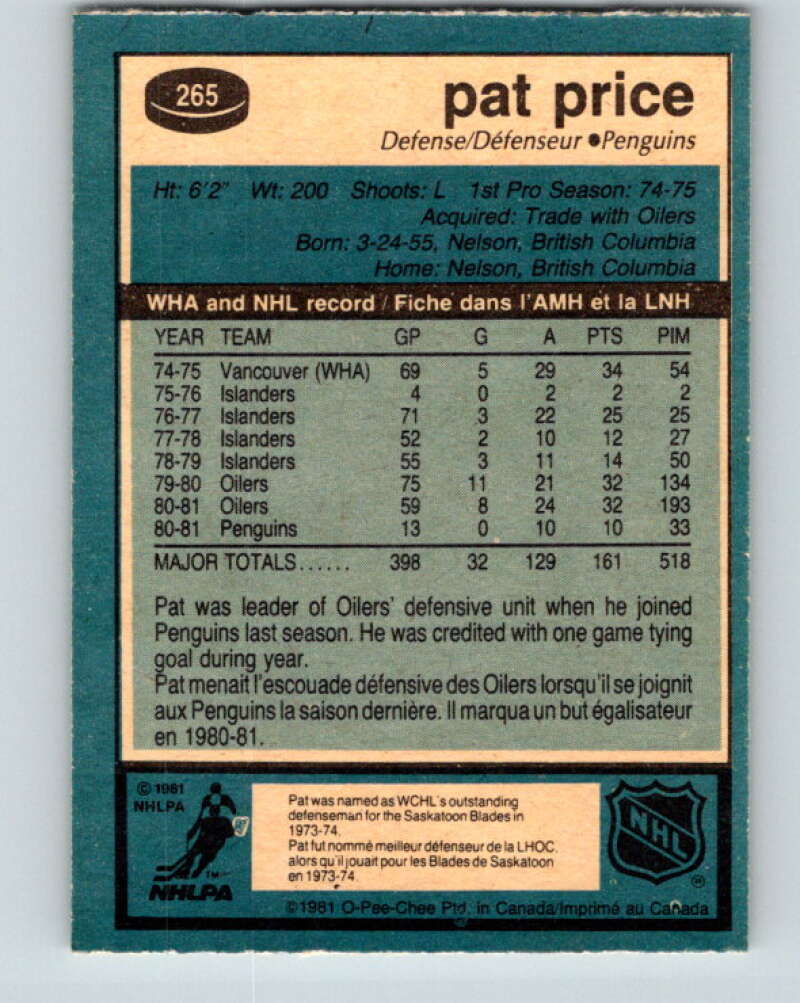 265
pat price
Defense/Défenseur ●Penguins
Ht: 6'2" Wt: 200 Shoots: L 1st Pro Season: 74-75
Acquired: Trade with Oilers
Born: 3-24-55, Nelson, British Columbia
Home: Nelson, British Columbia
WHA and NHL record / Fiche dans l'AMH et la LNH
YEAR TEAM GP G A PTS PIM
74-75 Vancouver (WHA) 69 5 29 34 54
75-76 Islanders 4 0 2 2 2
76-77 Islanders 71 3 22 25 25
77-78 Islanders 52 2 10 12 27
78-79 Islanders 55 3 11 14 50
79-80 Oilers 75 11 21 32 134
80-81 Oilers 59 8 24 32 193
80-81 Penguins 13 0 10 10 33
MAJOR TOTALS...... 398 32 129 161 518
Pat was leader of Oilers' defensive unit when he joined
Penguins last season. He was credited with one game tying
goal during year.
Pat menait l'escouade défensive des Oilers lorsqu'il se joignit
aux Penguins la saison dernière. Il marqua un but égalisateur
en 1980-81.
© 1981
NHLPA
TM
NHLPA
Pat was named as WCHL's outstanding
defenseman for the Saskatoon Blades in
1973-74.
Pat fut nommé meilleur défenseur de la LHOC.
alors qu'il jouait pour les Blades de Saskatoon
en 1973-74.
NHL
©1981 O-Pee-Chee Ptd. in Canada/Imprimé au Canada